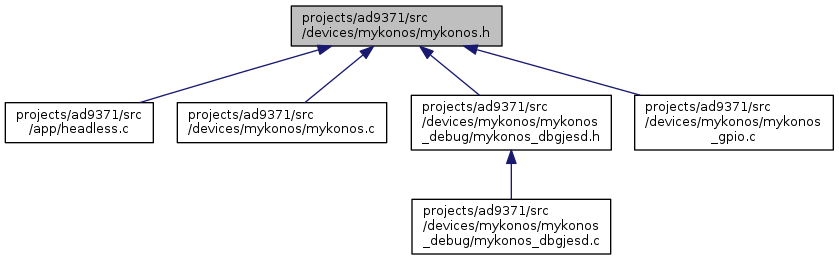 projects/ad9371/src
/devices/mykonos/mykonos.h
projects/ad9371/src
/app/headless.c
projects/ad9371/src
/devices/mykonos/mykonos.c
projects/ad9371/src
/devices/mykonos/mykonos
_debug/mykonos_dbgjesd.h
projects/ad9371/src
/devices/mykonos/mykonos
_gpio.c
projects/ad9371/src
/devices/mykonos/mykonos
_debug/mykonos_dbgjesd.c